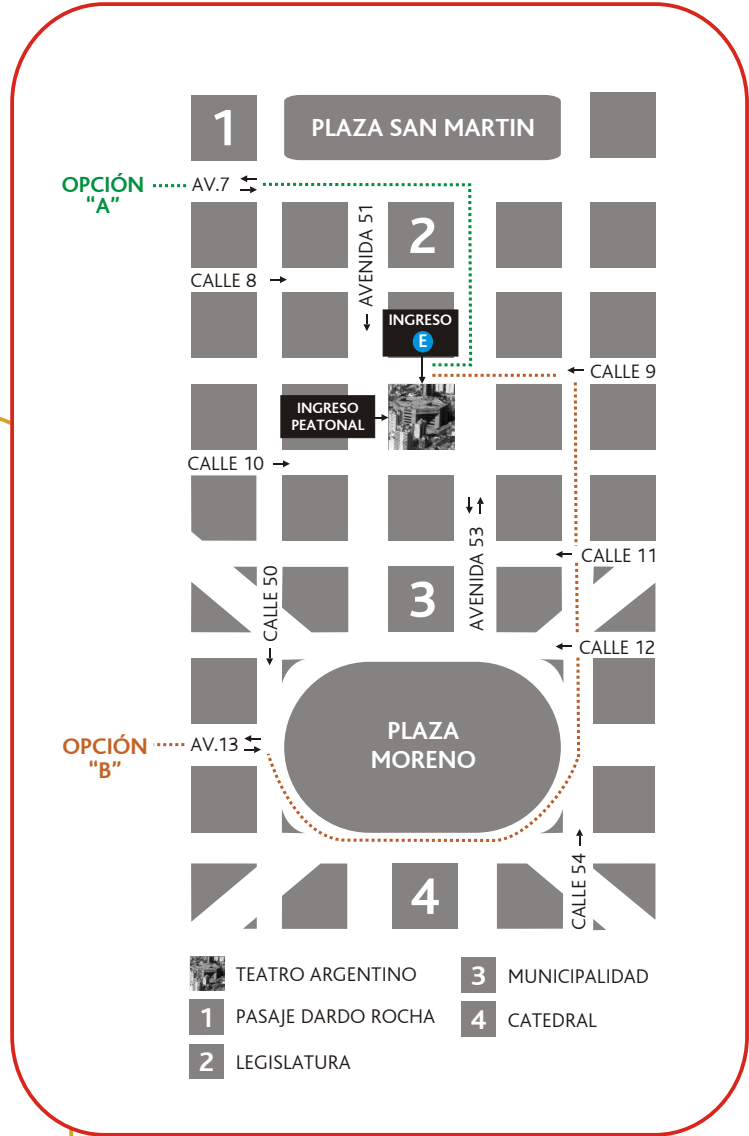 1
PLAZA SAN MARTIN
OPCIÓN
"A"
AV.7
AVENIDA 51
2
CALLE 8
INGRESO
E
CALLE 9
INGRESO
PEATONAL
CALLE 10
AVENIDA 53
CALLE 11
CALLE 50
3
CALLE 12
OPCIÓN
"B"
AV.13
PLAZA
MORENO
CALLE 54
4
TEATRO ARGENTINO
1 PASAJE DARDO ROCHA
2 LEGISLATURA
3 MUNICIPALIDAD
4 CATEDRAL